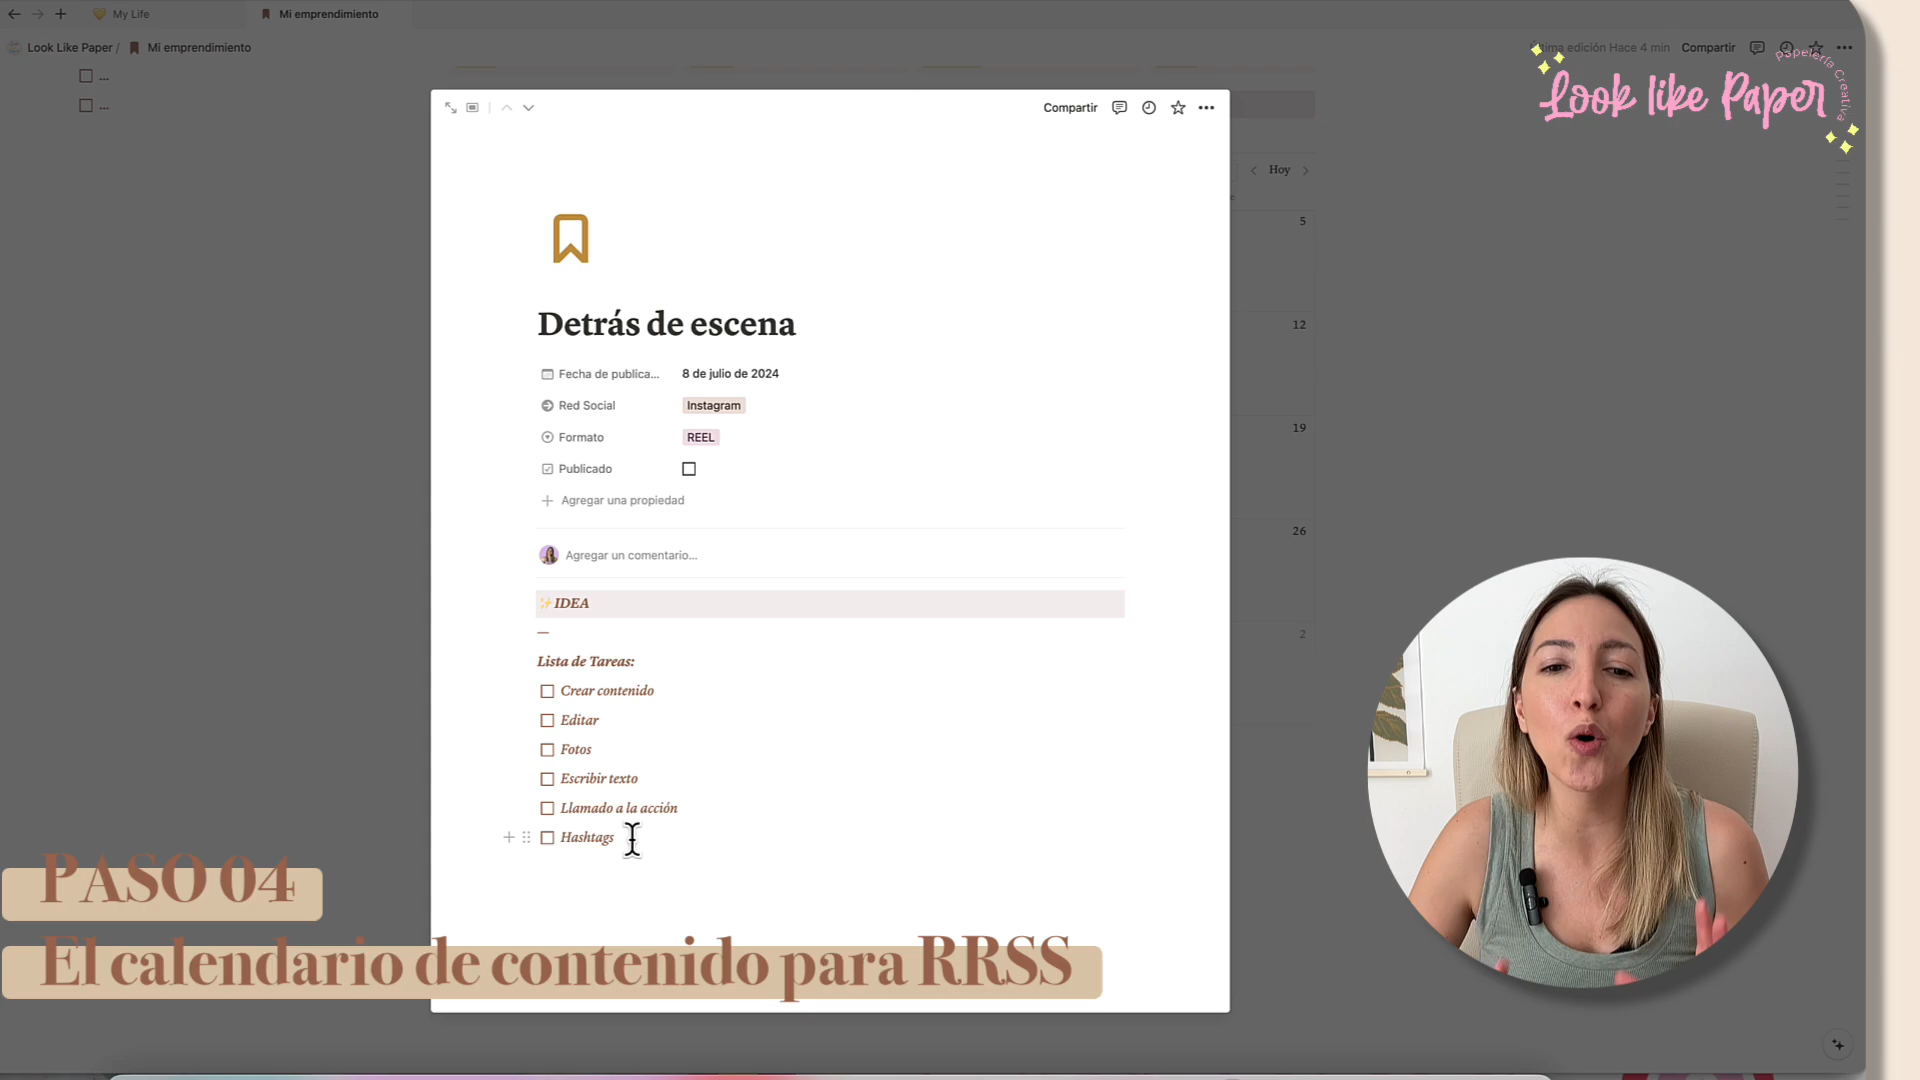 My Life
Mi emprendimiento
Look Like Paper / Mi emprendimiento
edición Hace 4 min
Compartir
Papelería Creativa
Look like Paper
...
...
Compartir
Hoy
5
12
19
26
2
Detrás de escena
Fecha de publica... 8 de julio de 2024
Red Social Instagram
Formato REEL
Publicado
Agregar una propiedad
Agregar un comentario...
✨IDEA
—
Lista de Tareas:
Crear contenido
Editar
Fotos
Escribir texto
Llamado a la acción
Hashtags
PASO 04
El calendario de contenido para RRSS